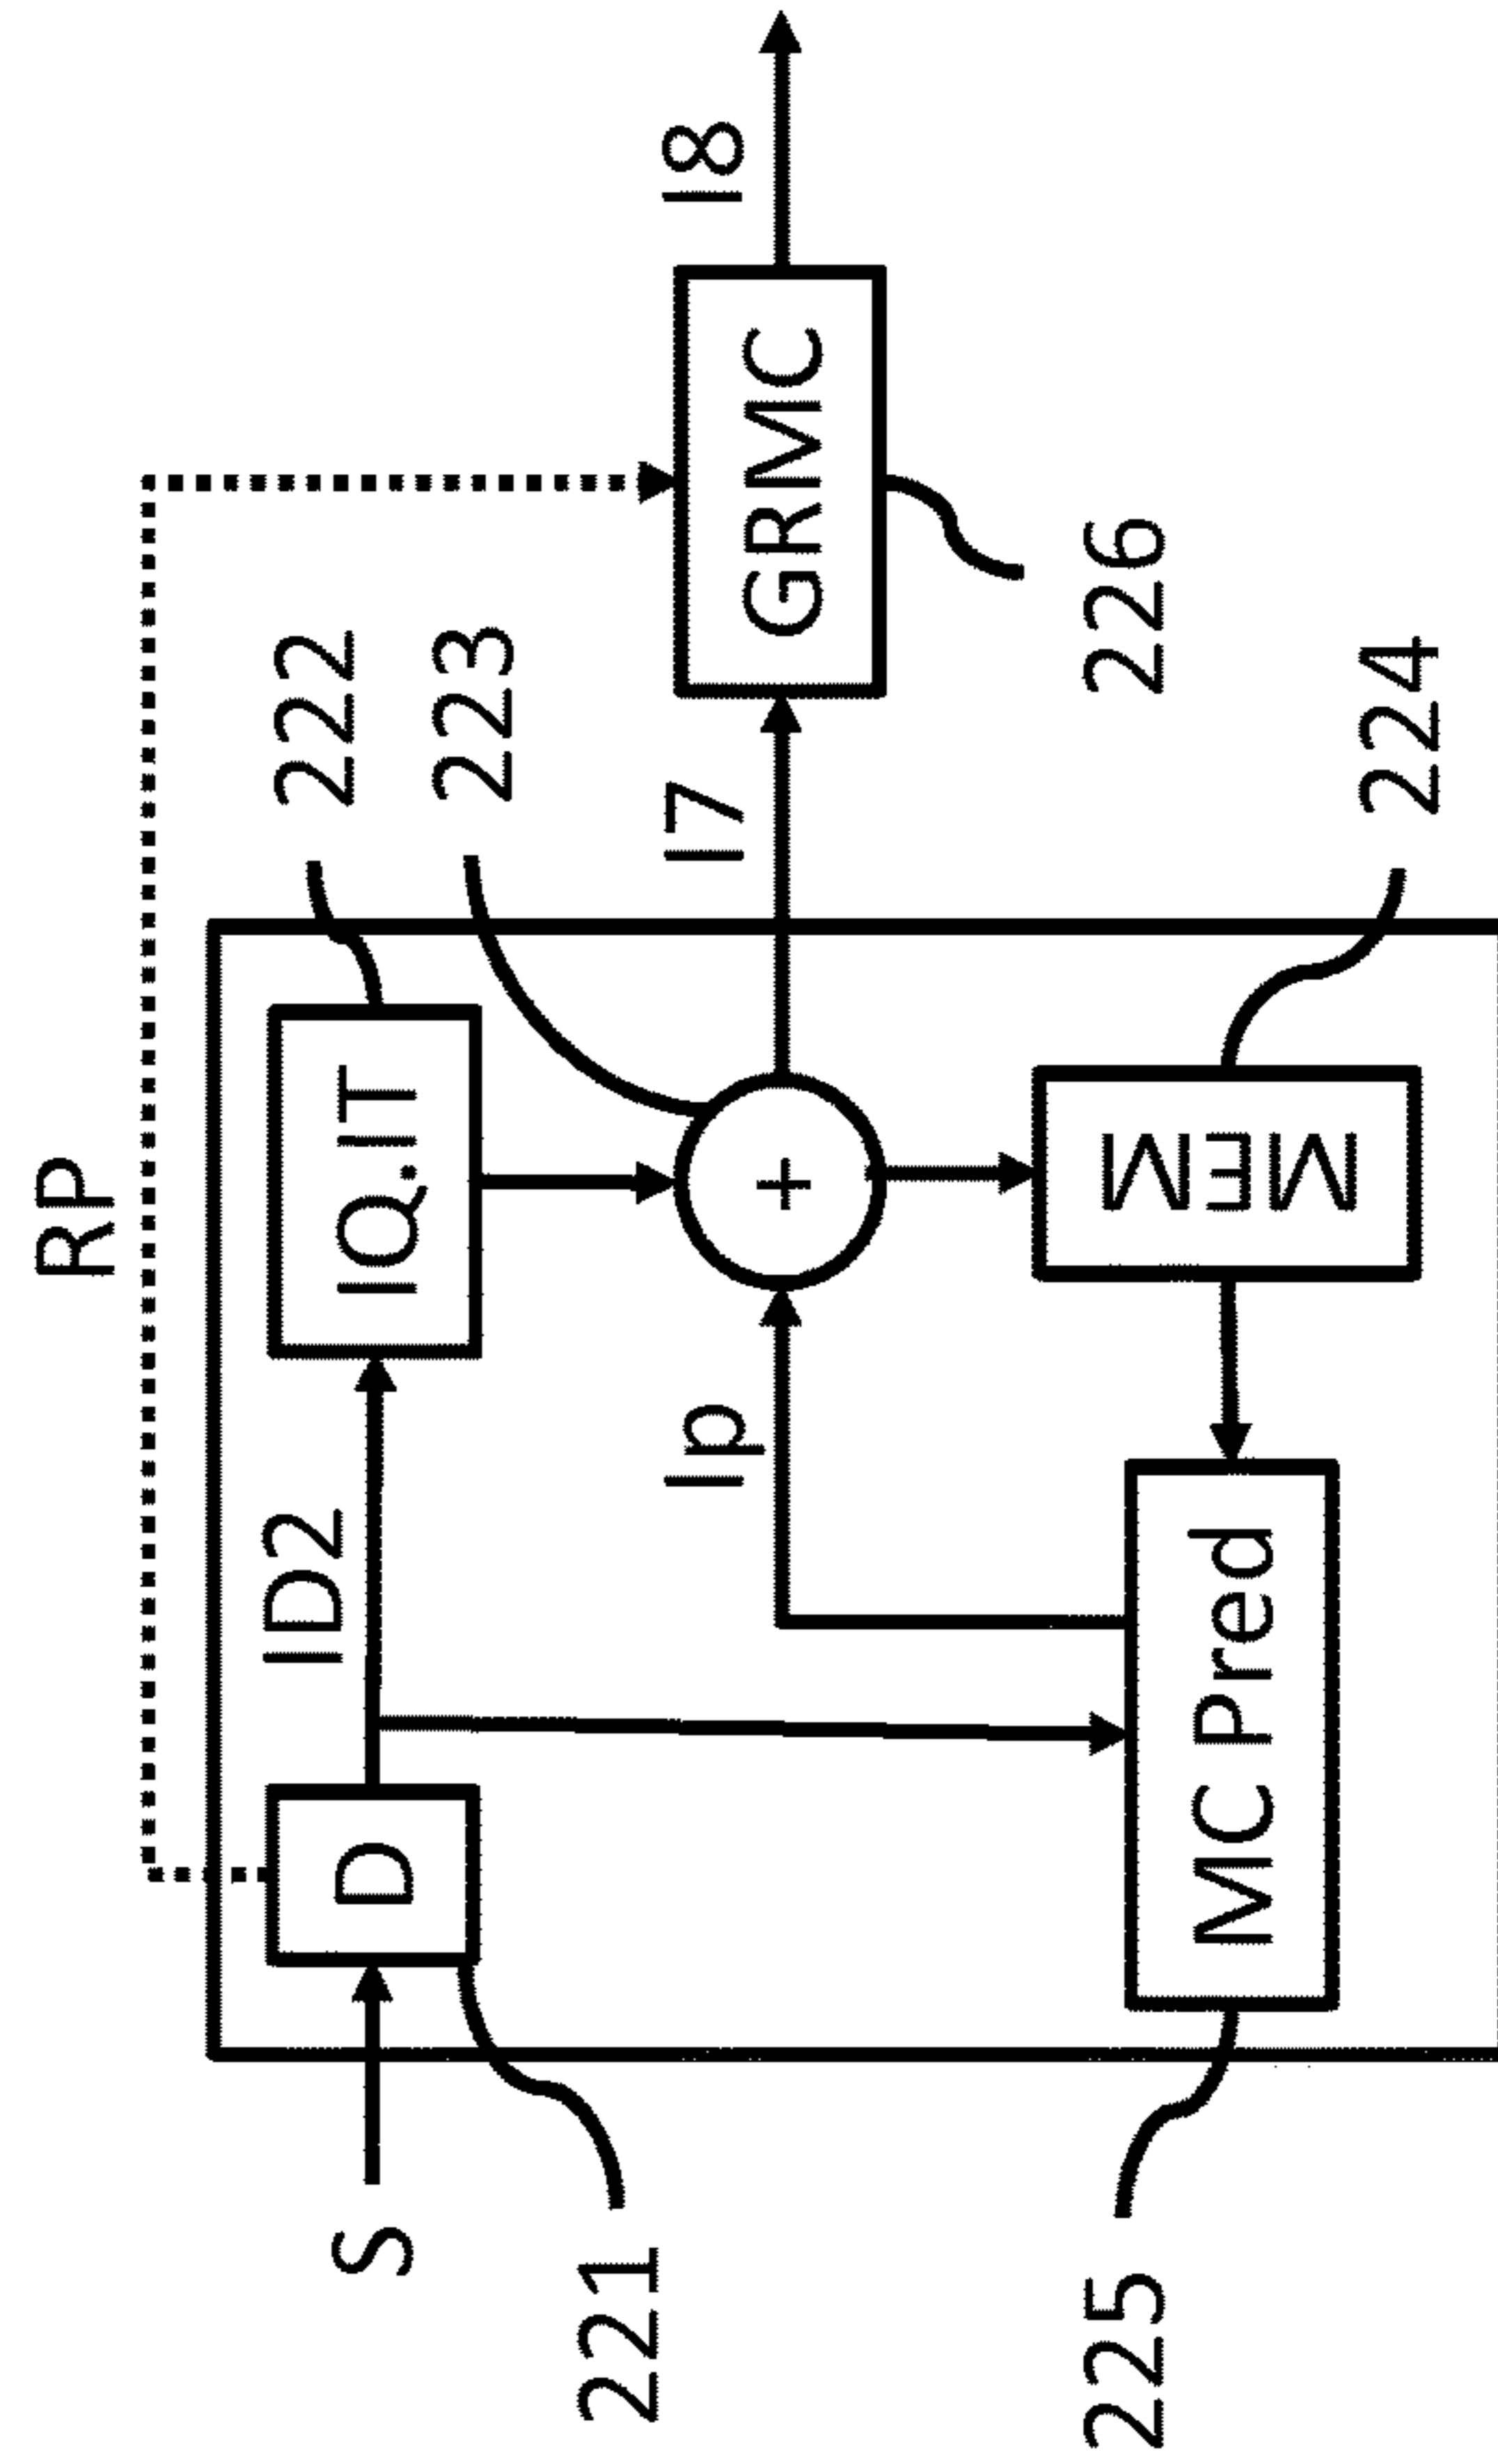 RP
222
223
S
D
ID2
IQ.IT
221
Ip
+
I7
GRMC
I8
226
MC Pred
MEM
225
224